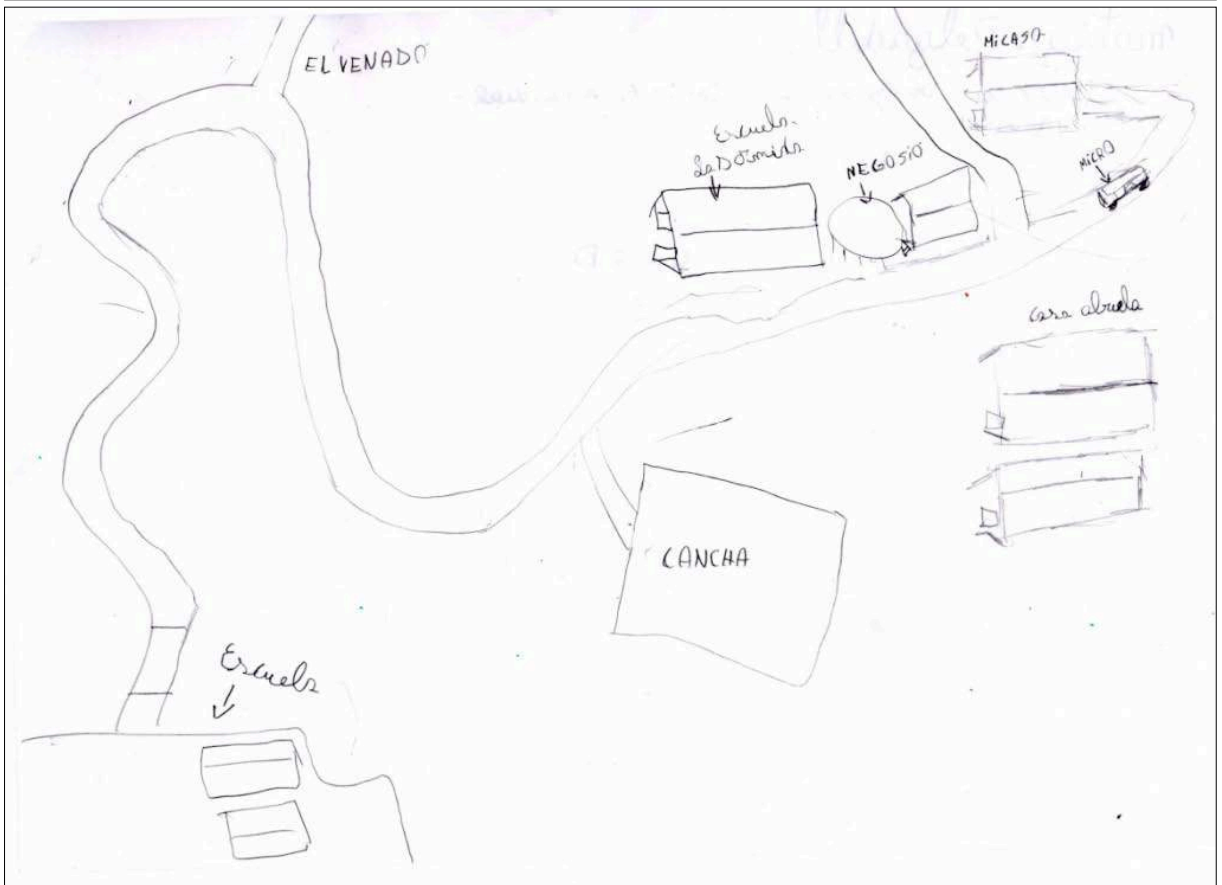 EL VENADO
MiCASA
Escuela
La Dormida
NEGOSiO
MiCRO
Casa abuela
CANCHA
Escuela